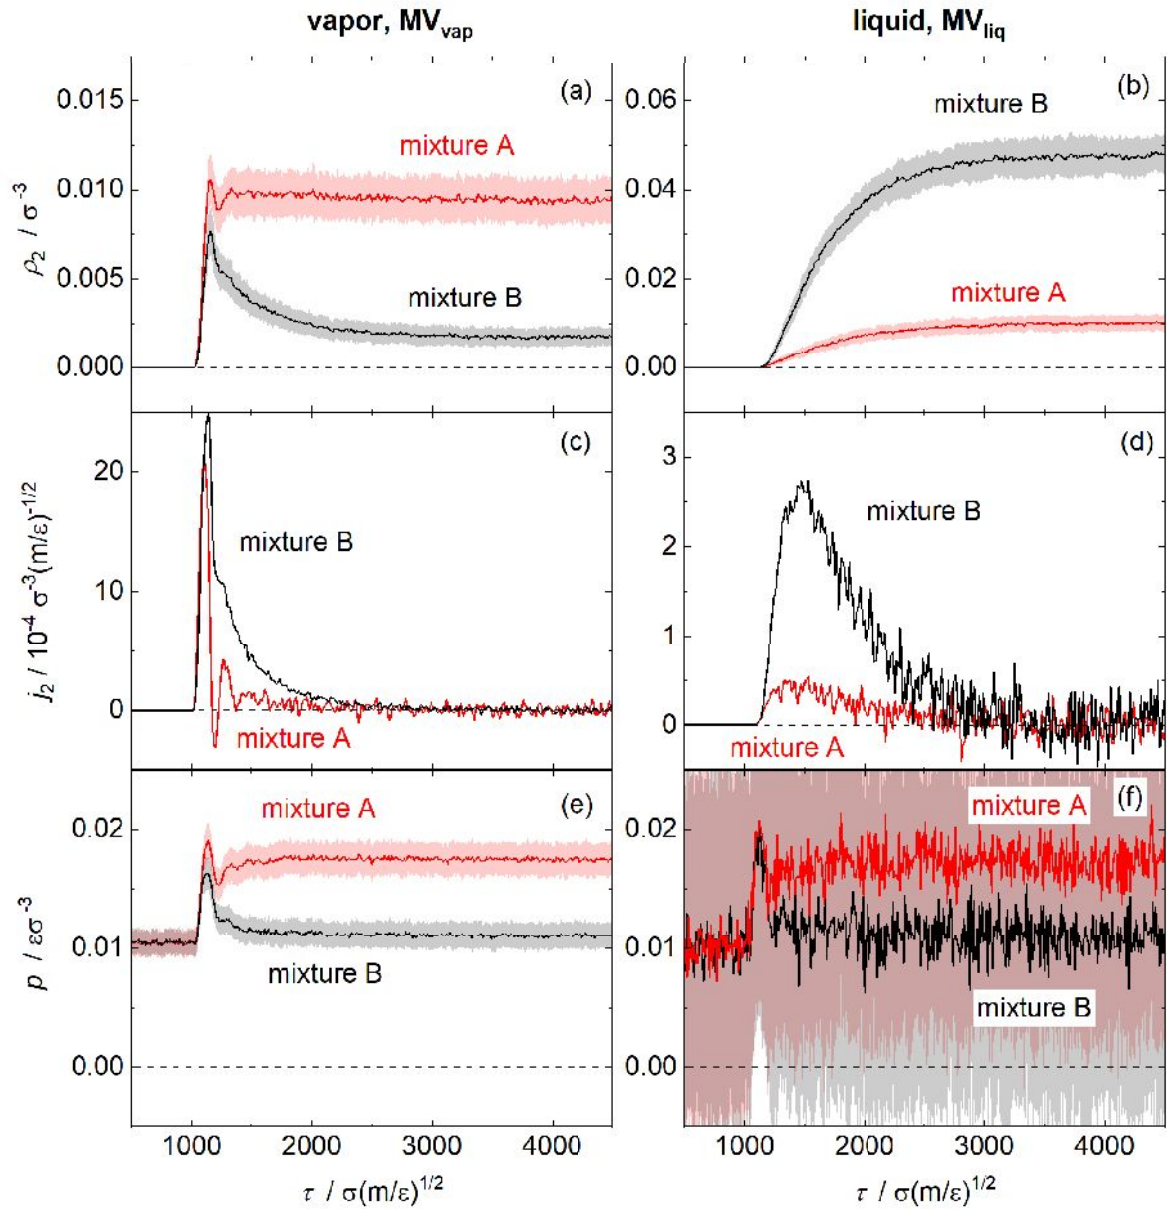 vapor, MVvap
liquid, MVliq
(a)
(b)
0.015
0.010
0.005
0.000
ρ2 / σ-3
mixture A
mixture B
0.06
0.04
0.02
0.00
mixture B
mixture A
(c)
(d)
20
10
0
j2 / 10-4 σ-3(m/ε)-1/2
mixture B
mixture A
3
2
1
0
mixture B
mixture A
(e)
(f)
0.02
0.01
0.00
p / εσ-3
mixture A
mixture B
0.02
0.01
0.00
mixture A
mixture B
1000 2000 3000 4000
1000 2000 3000 4000
τ / σ(m/ε)1/2
τ / σ(m/ε)1/2